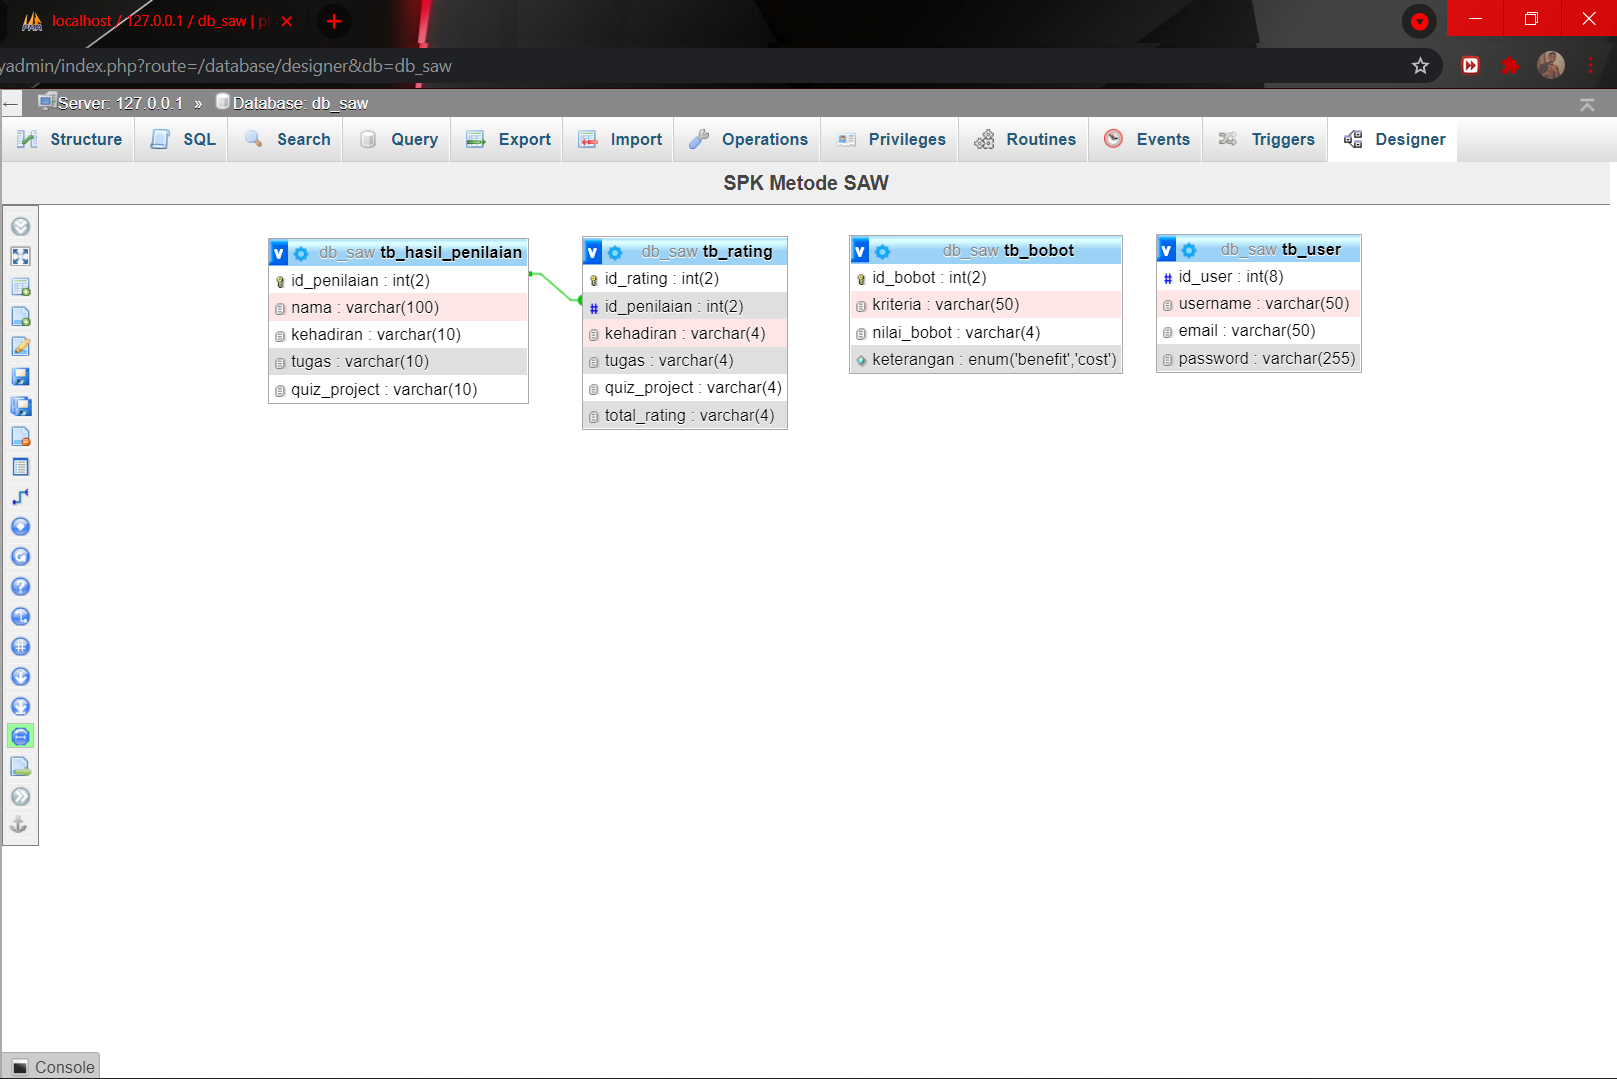 localhost / 127.0.0.1 / db_saw | p
yadmin/index.php?route=/database/designer&db=db_saw
Server: 127.0.0.1 » Database: db_saw
Structure SQL Search Query Export Import Operations Privileges Routines Events Triggers Designer
SPK Metode SAW
v db_saw tb_hasil_penilaian
id_penilaian : int(2)
nama : varchar(100)
kehadiran : varchar(10)
tugas : varchar(10)
quiz_project : varchar(10)
v db_saw tb_rating
id_rating : int(2)
# id_penilaian : int(2)
kehadiran : varchar(4)
tugas : varchar(4)
quiz_project : varchar(4)
total_rating : varchar(4)
v db_saw tb_bobot
id_bobot : int(2)
kriteria : varchar(50)
nilai_bobot : varchar(4)
keterangan : enum('benefit','cost')
v db_saw tb_user
# id_user : int(8)
username : varchar(50)
email : varchar(50)
password : varchar(255)
Console